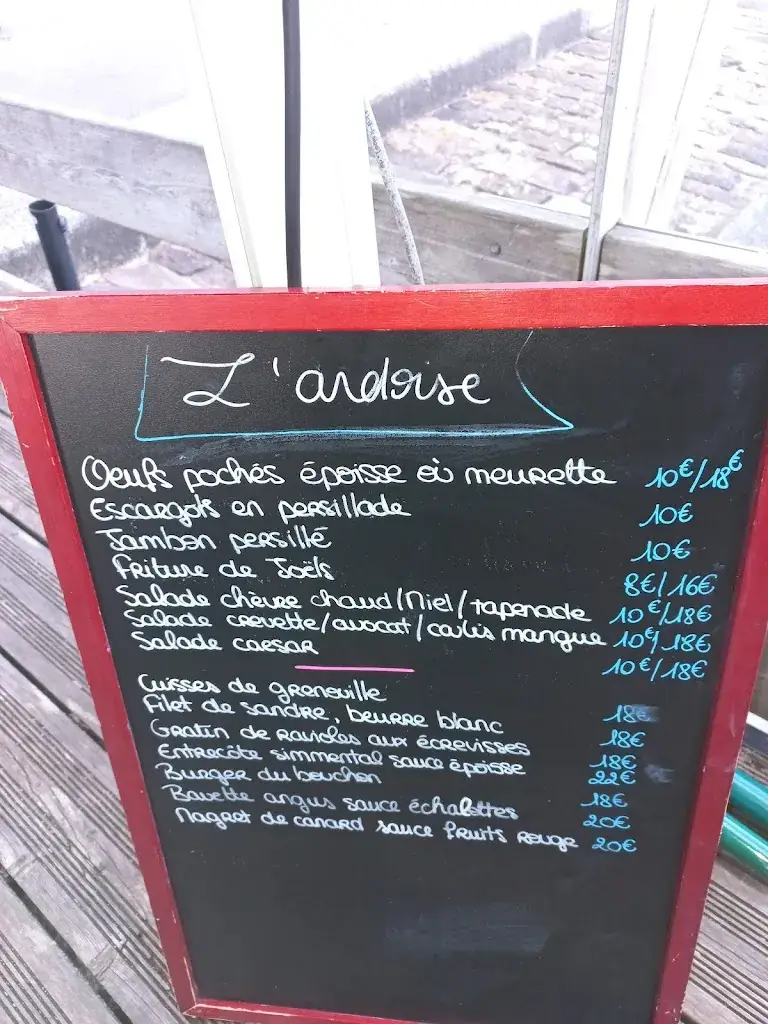 L'ardoise
Oeufs pochés époisse où meurette 10€/18€
Escargots en persillade 10€
Jambon persillé 10€
Friture de Joëls 8€/16€
Salade chèvre chaud/Miel/tapenade 10€/18€
Salade crevette/avocat/coulis mangue 10€/18€
Salade caesar 10€/18€
Cuisses de grenouille 18€
Filet de sandre, beurre blanc 18€
Gratin de Ravioles aux écrevisses 18€
Entrecôte simmental sauce époisse 22€
Burger du bouchon 18€
Bavette angus sauce échalottes 20€
Magret de canard sauce fruits rouge 20€